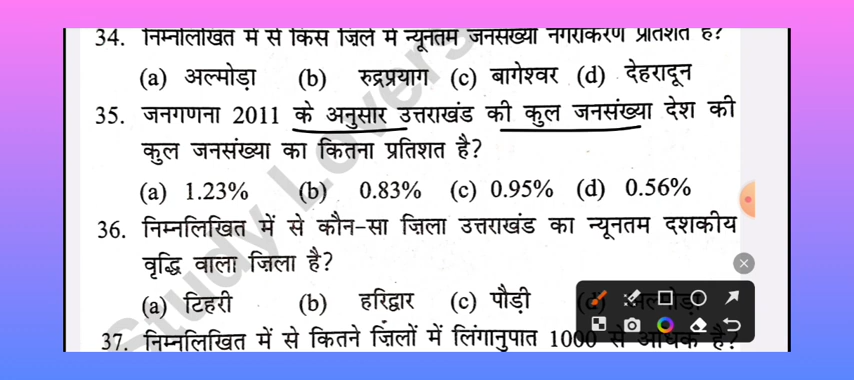 34. निम्नलिखित में से किस ज़िले में न्यूनतम जनसंख्या नगरीकरण प्रतिशत है?
(a) अल्मोड़ा (b) रुद्रप्रयाग (c) बागेश्वर (d) देहरादून
35. जनगणना 2011 के अनुसार उत्तराखंड की कुल जनसंख्या देश की
कुल जनसंख्या का कितना प्रतिशत है?
(a) 1.23% (b) 0.83% (c) 0.95% (d) 0.56%
36. निम्नलिखित में से कौन-सा ज़िला उत्तराखंड का न्यूनतम दशकीय
वृद्धि वाला ज़िला है?
(a) टिहरी (b) हरिद्वार (c) पौड़ी
37. निम्नलिखित में से कितने ज़िलों में लिंगानुपात 1000 से अधिक है?
Study Lovers